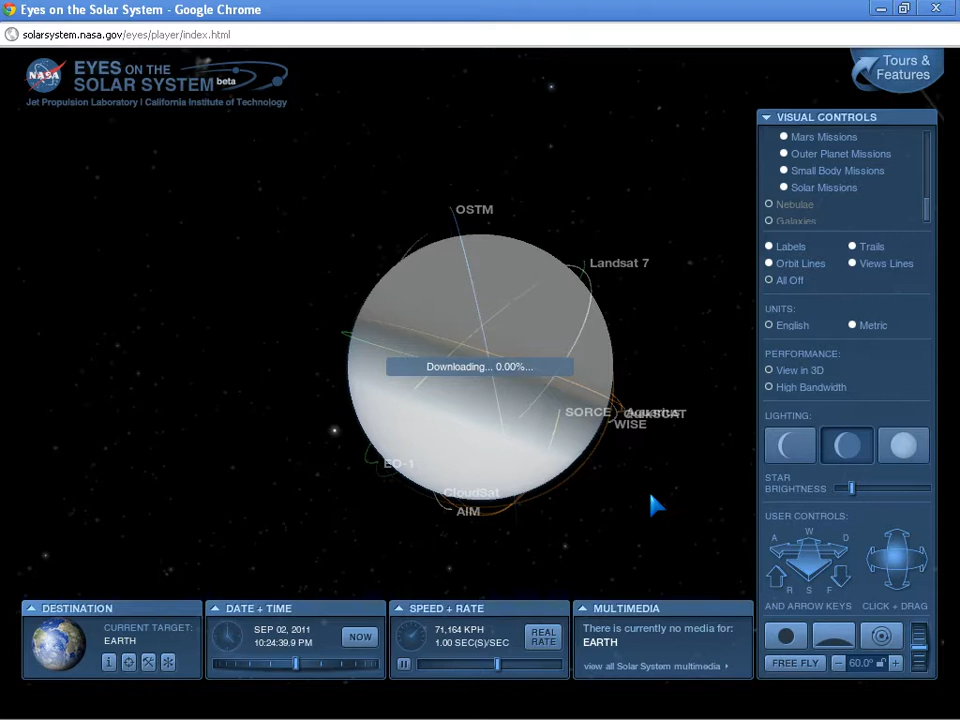 Eyes on the Solar System - Google Chrome
solarsystem.nasa.gov/eyes/player/index.html
NASA
EYES ON THE
SOLAR SYSTEM beta
Jet Propulsion Laboratory | California Institute of Technology
Tours &
Features
VISUAL CONTROLS
Mars Missions
Outer Planet Missions
Small Body Missions
Solar Missions
Nebulae
Galaxies
Labels
Trails
Orbit Lines
Views Lines
All Off
UNITS:
English
Metric
PERFORMANCE:
View in 3D
High Bandwidth
LIGHTING:
STAR
BRIGHTNESS
USER CONTROLS:
A
W
D
R
S
F
AND ARROW KEYS
CLICK + DRAG
FREE FLY
60.0°
OSTM
Landsat 7
Downloading... 0.00%...
SORCE
QuikSCAT
WISE
EO-1
CloudSat
AIM
DESTINATION
CURRENT TARGET:
EARTH
DATE + TIME
SEP 02, 2011
10:24:39.9 PM
NOW
SPEED + RATE
71,164 KPH
1.00 SEC(S)/SEC
REAL
RATE
MULTIMEDIA
There is currently no media for:
EARTH
view all Solar System multimedia